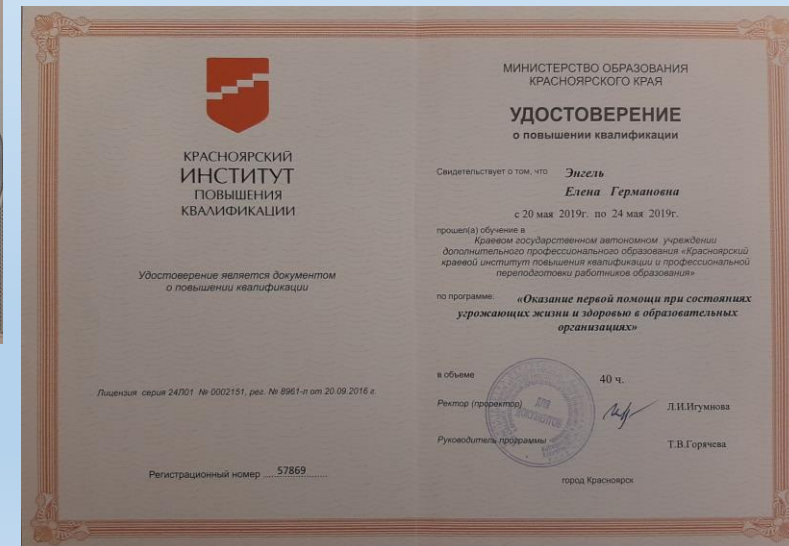 КРАСНОЯРСКИЙ
ИНСТИТУТ
ПОВЫШЕНИЯ
КВАЛИФИКАЦИИ
Удостоверение является документом
о повышении квалификации
Лицензия серия 24Л01 № 0002151, рег. № 8961-л от 20.09.2016 г.
Регистрационный номер 57869
МИНИСТЕРСТВО ОБРАЗОВАНИЯ
КРАСНОЯРСКОГО КРАЯ
УДОСТОВЕРЕНИЕ
о повышении квалификации
Свидетельствует о том, что Энгель
Елена Германовна
с 20 мая 2019г. по 24 мая 2019г.
прошел(а) обучение в
Краевом государственном автономном учреждении
дополнительного профессионального образования «Красноярский
краевой институт повышения квалификации и профессиональной
переподготовки работников образования»
по программе: «Оказание первой помощи при состояниях
угрожающих жизни и здоровью в образовательных
организациях»
в объеме 40 ч.
Ректор (проректор) Л.И.Игумнова
ДЛЯ
ДОКУМЕНТОВ
Руководитель программы Т.В.Горячева
город Красноярск